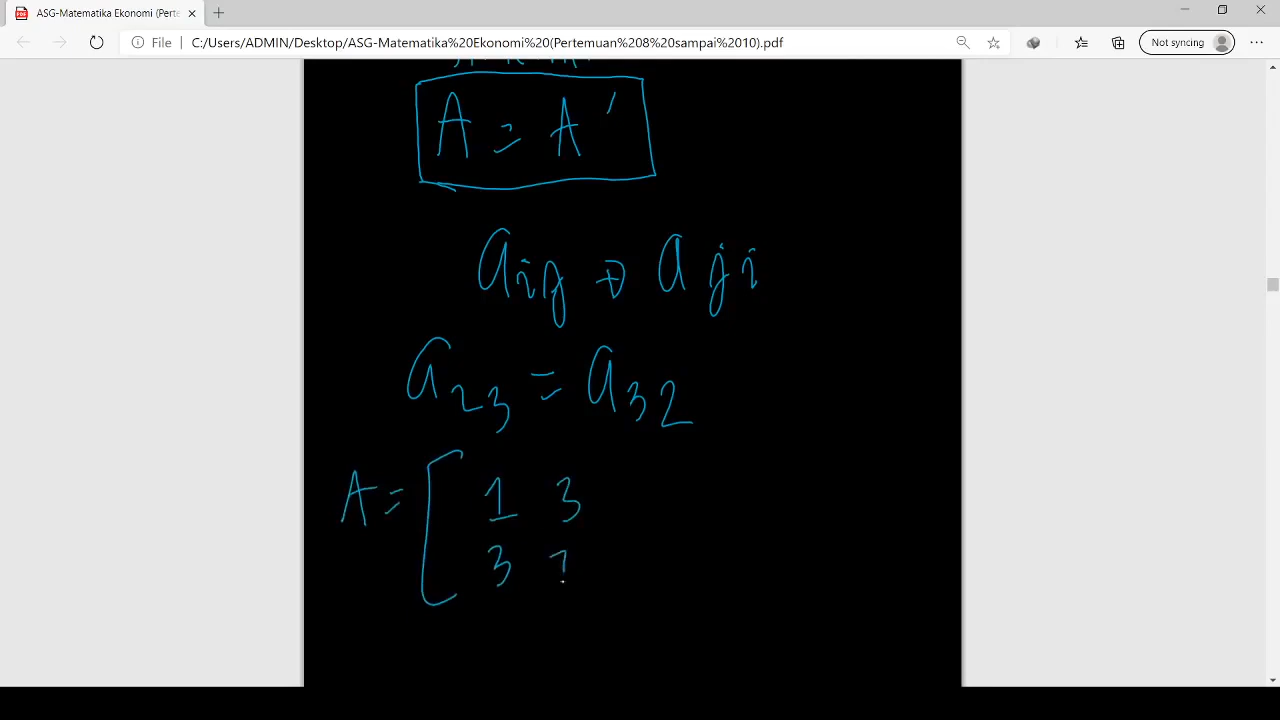 ASG-Matematika Ekonomi (Perte
Not syncing
File C:/Users/ADMIN/Desktop/ASG-Matematika%20Ekonomi%20(Pertemuan%208%20sampai%2010).pdf
A = A'
aij → aji
a23 = a32
A = [ 1 3
3